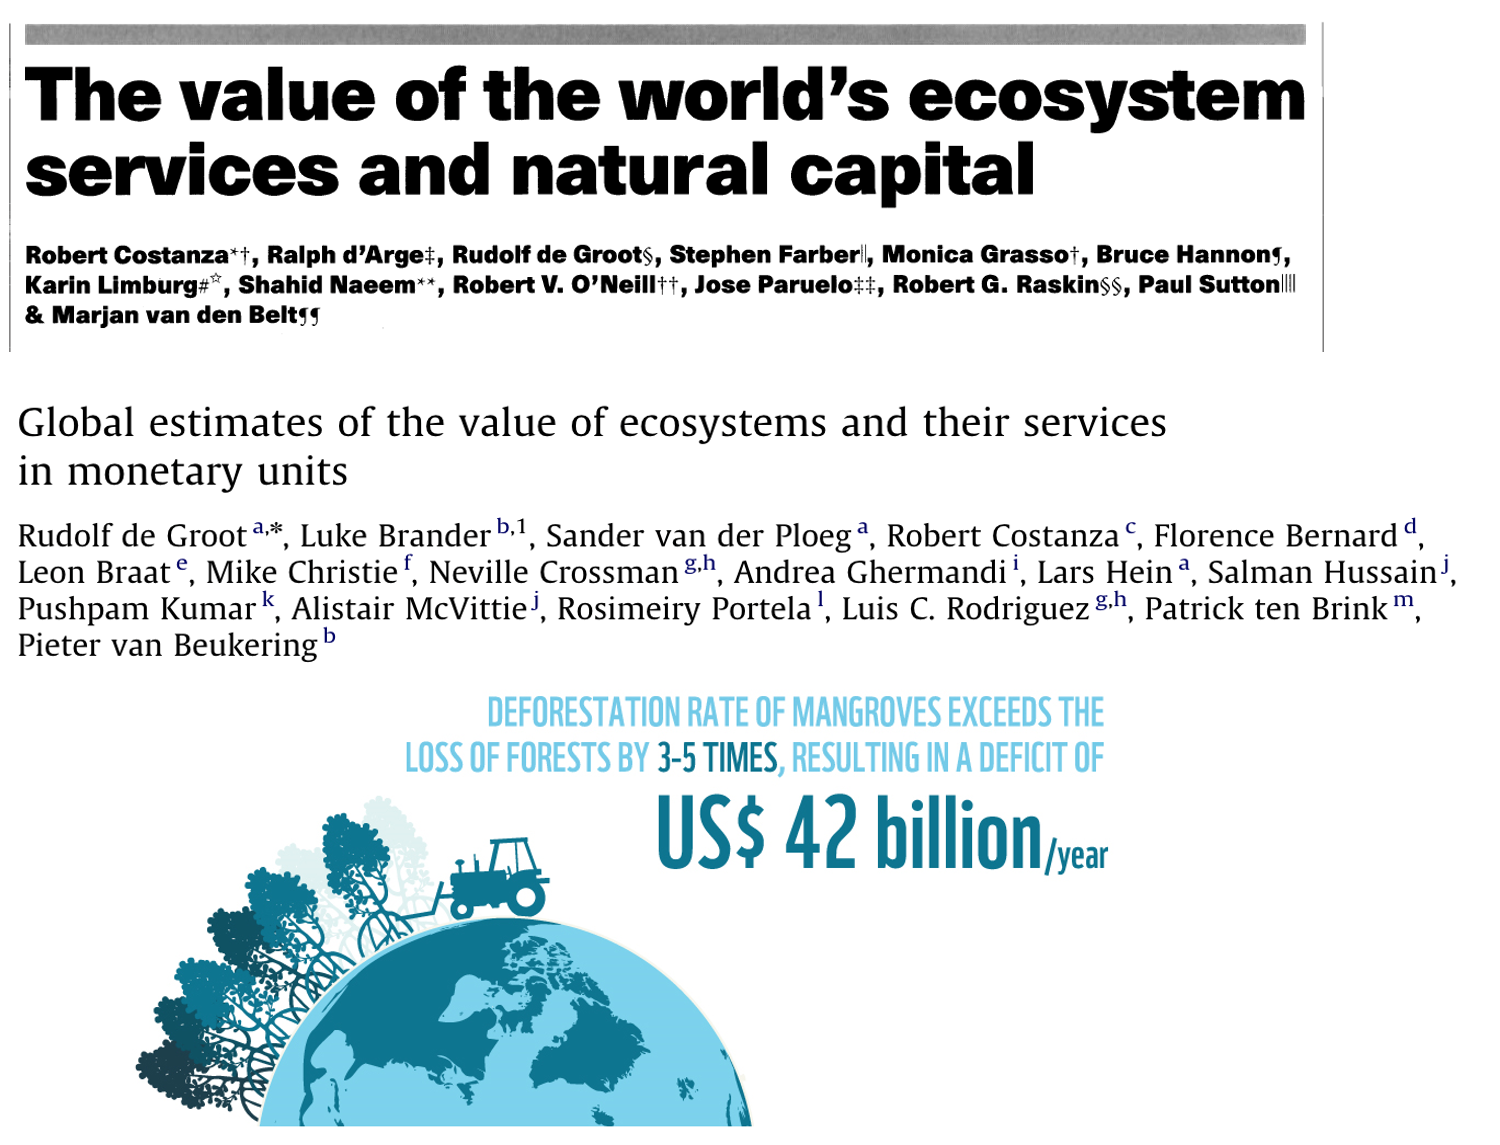 The value of the world's ecosystem
services and natural capital
Robert Costanza*†, Ralph d'Arge‡, Rudolf de Groot§, Stephen Farber‖, Monica Grasso†, Bruce Hannon¶,
Karin Limburg#☆, Shahid Naeem**, Robert V. O'Neill††, Jose Paruelo‡‡, Robert G. Raskin§§, Paul Sutton‖‖
& Marjan van den Belt¶¶
Global estimates of the value of ecosystems and their services
in monetary units
Rudolf de Groot a,*, Luke Brander b,1, Sander van der Ploeg a, Robert Costanza c, Florence Bernard d,
Leon Braat e, Mike Christie f, Neville Crossman g,h, Andrea Ghermandi i, Lars Hein a, Salman Hussain j,
Pushpam Kumar k, Alistair McVittie j, Rosimeiry Portela l, Luis C. Rodriguez g,h, Patrick ten Brink m,
Pieter van Beukering b
DEFORESTATION RATE OF MANGROVES EXCEEDS THE
LOSS OF FORESTS BY 3-5 TIMES, RESULTING IN A DEFICIT OF
US$ 42 billion/year